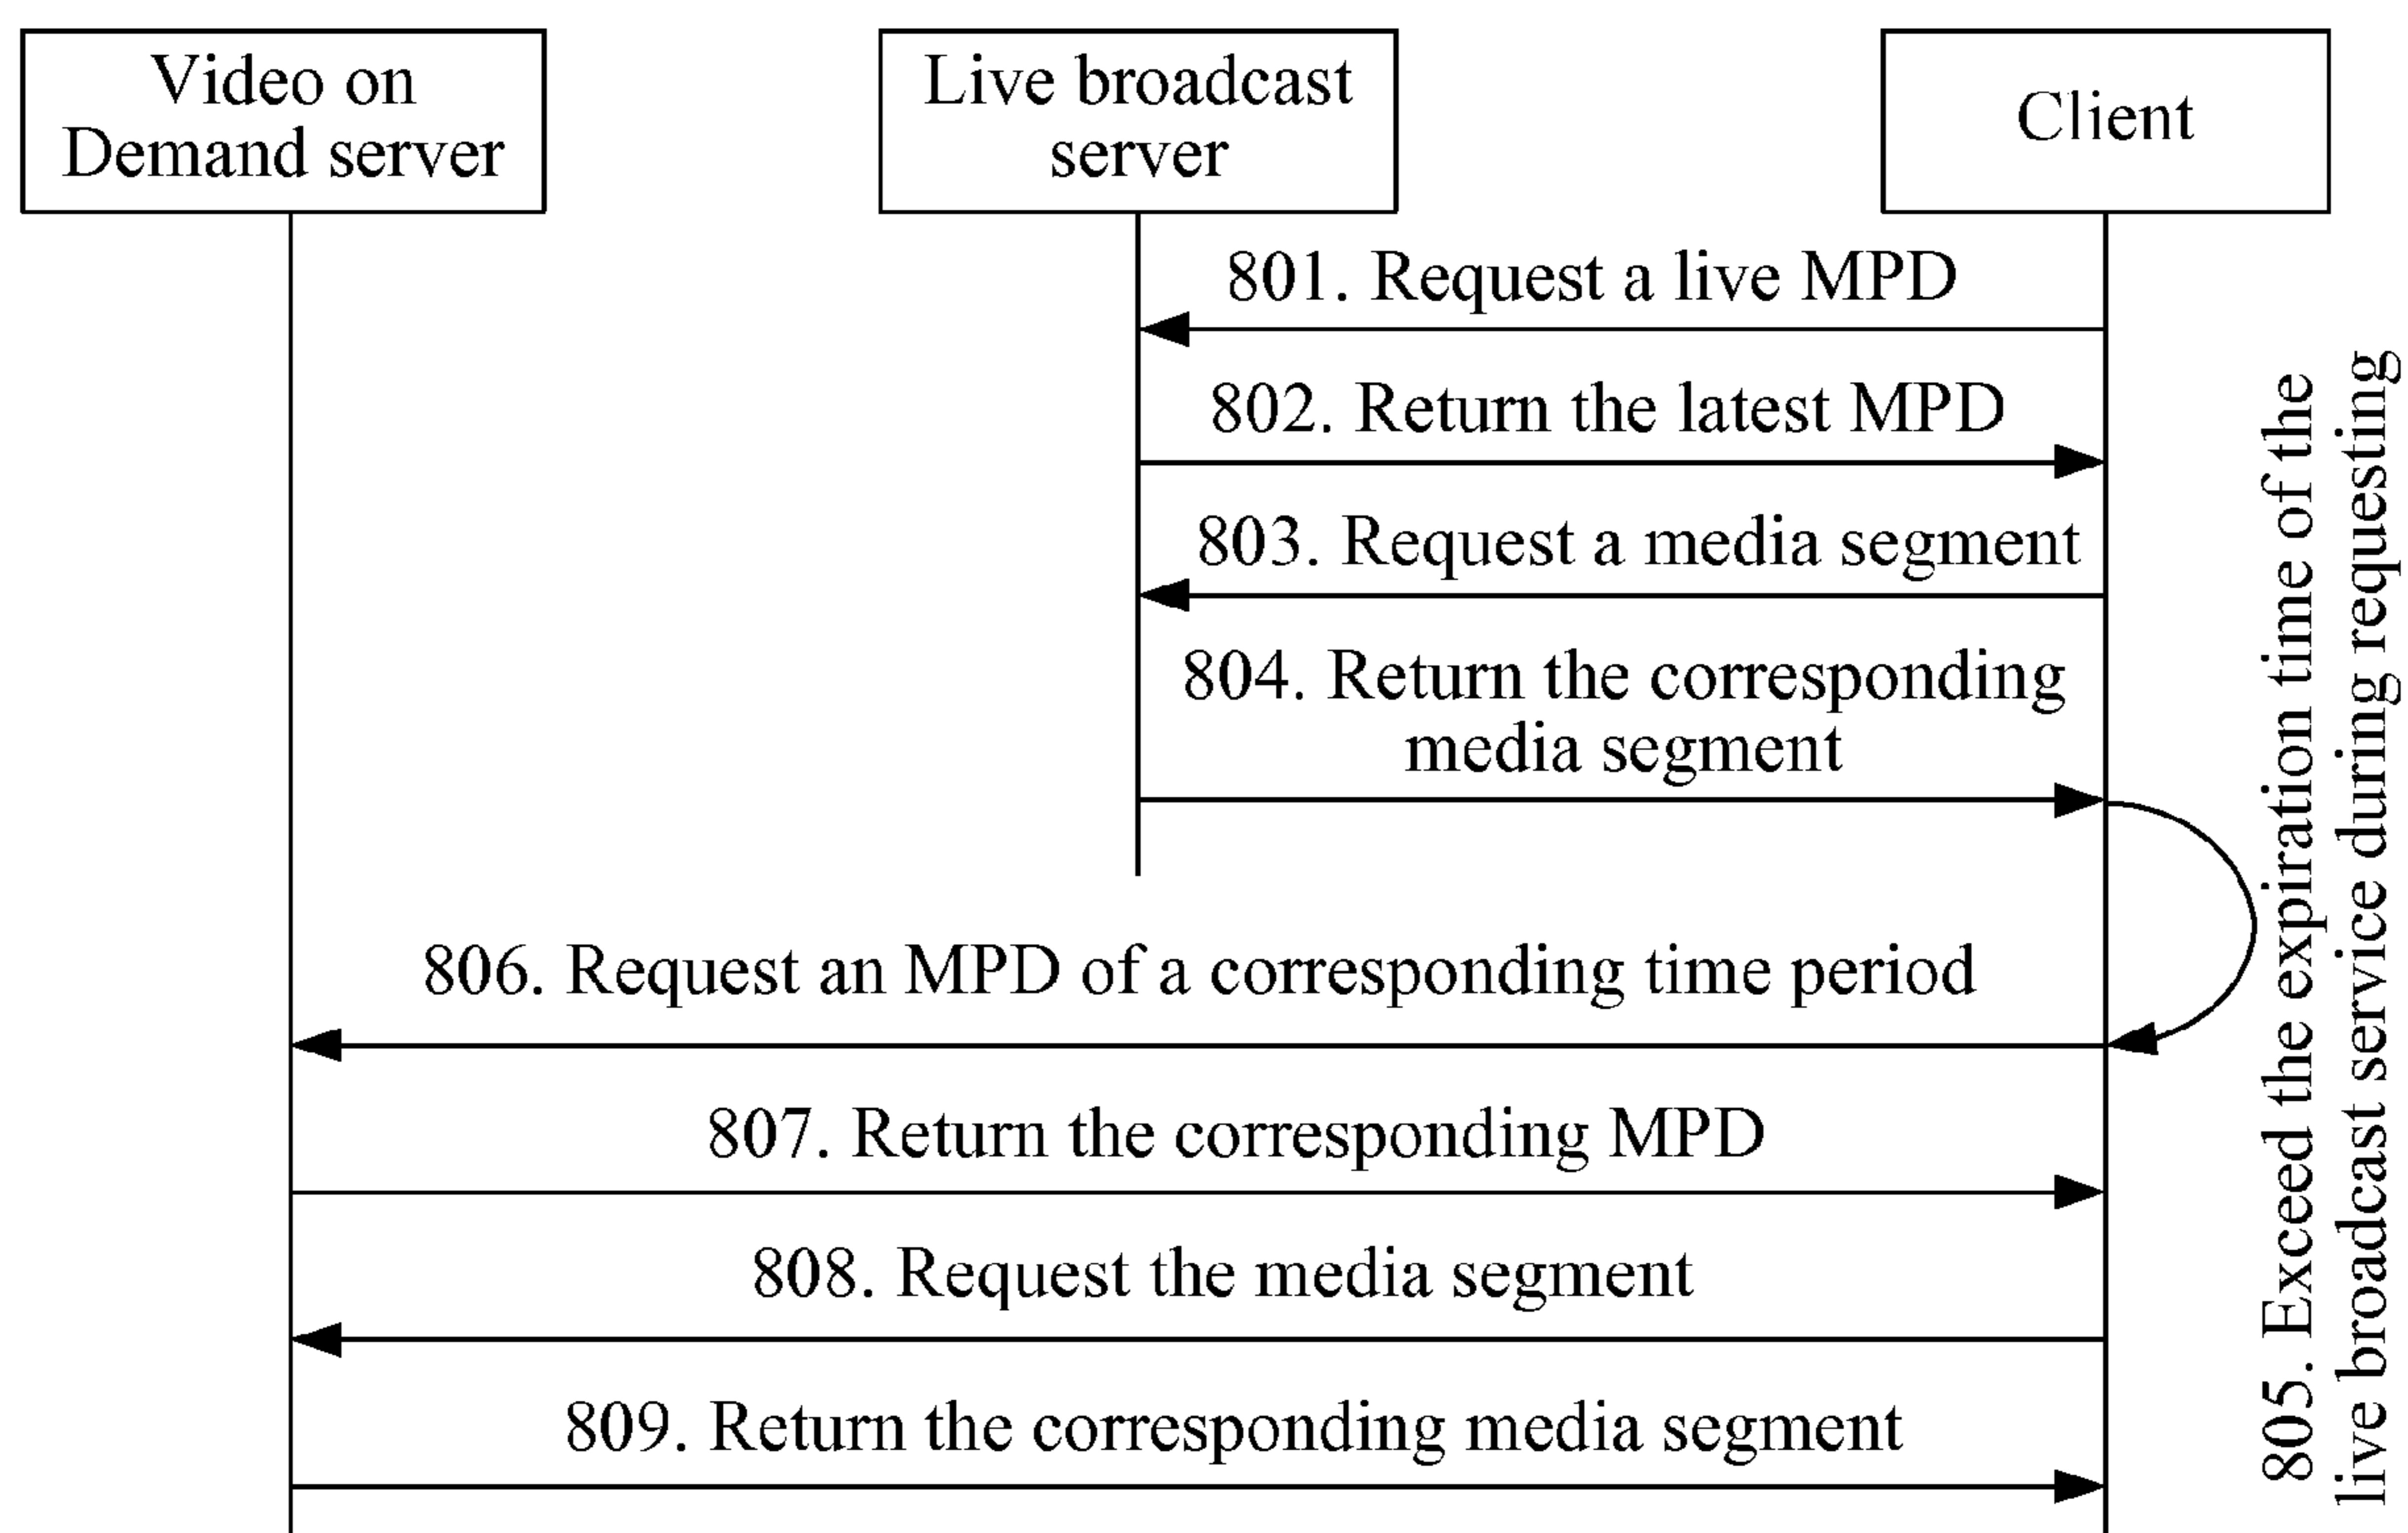 Video on
Demand server
Live broadcast
server
Client
801. Request a live MPD
802. Return the latest MPD
803. Request a media segment
804. Return the corresponding
media segment
805. Exceed the expiration time of the
live broadcast service during requesting
806. Request an MPD of a corresponding time period
807. Return the corresponding MPD
808. Request the media segment
809. Return the corresponding media segment